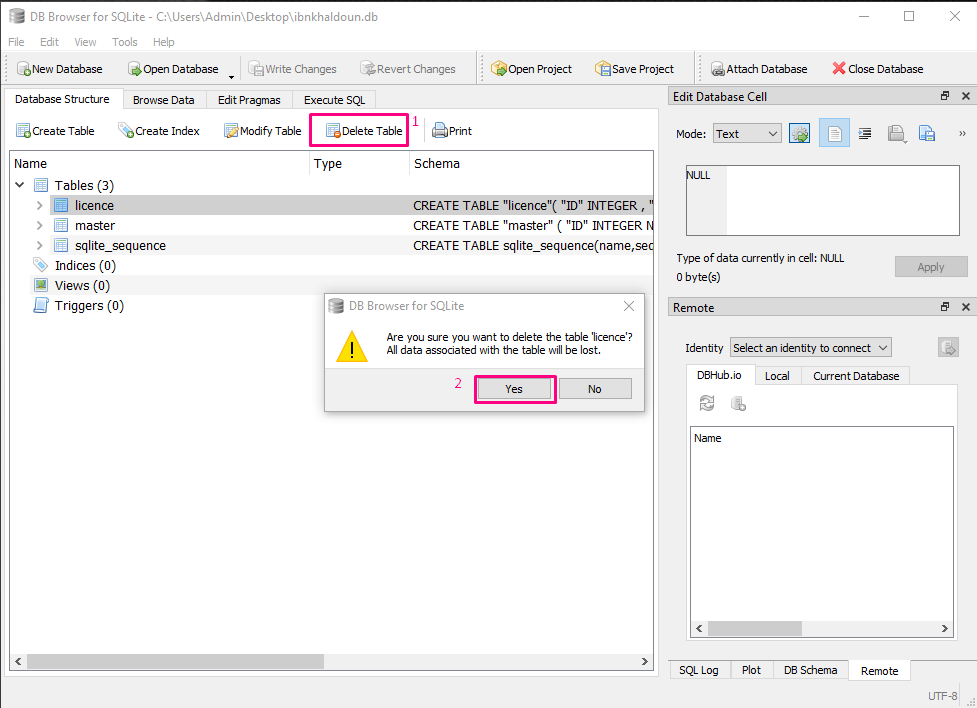 DB Browser for SQLite - C:\Users\Admin\Desktop\ibnkhaldoun.db
File Edit View Tools Help
New Database Open Database Write Changes Revert Changes Open Project Save Project Attach Database Close Database
Database Structure Browse Data Edit Pragmas Execute SQL
Create Table Create Index Modify Table Delete Table 1 Print
Name Type Schema
Tables (3)
licence CREATE TABLE "licence"( "ID" INTEGER , "
master CREATE TABLE "master" ( "ID" INTEGER N
sqlite_sequence CREATE TABLE sqlite_sequence(name,seq
Indices (0)
Views (0)
Triggers (0)
DB Browser for SQLite
Are you sure you want to delete the table 'licence'?
All data associated with the table will be lost.
2 Yes No
Edit Database Cell
Mode: Text »
NULL
Type of data currently in cell: NULL
0 byte(s)
Apply
Remote
Identity Select an identity to connect
DBHub.io Local Current Database
Name
SQL Log Plot DB Schema Remote
UTF-8